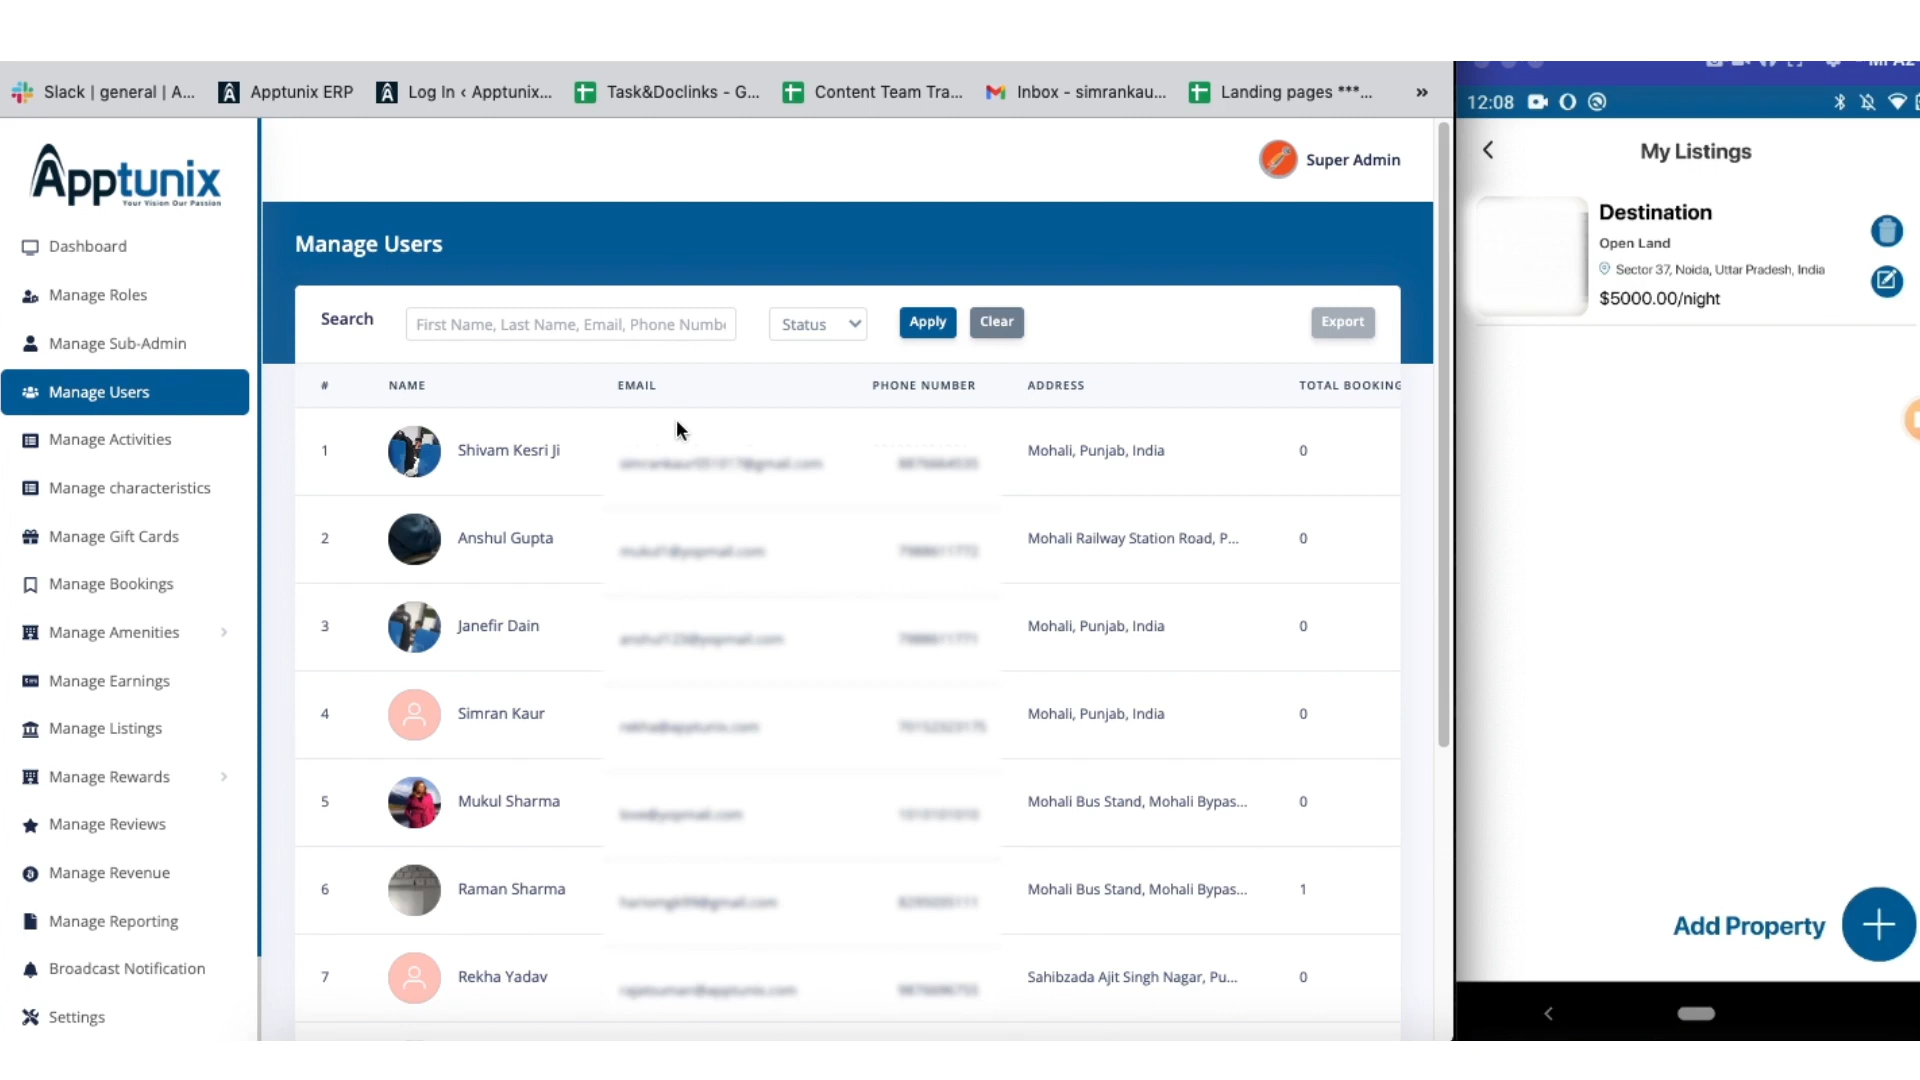 Slack | general | A...
Apptunix ERP
Log In ‹ Apptunix...
Task&Doclinks - G...
Content Team Tra...
Inbox - simrankau...
Landing pages ***...
»
Apptunix
Your Vision Our Passion
Super Admin
Dashboard
Manage Roles
Manage Sub-Admin
Manage Users
Manage Activities
Manage characteristics
Manage Gift Cards
Manage Bookings
Manage Amenities
Manage Earnings
Manage Listings
Manage Rewards
Manage Reviews
Manage Revenue
Manage Reporting
Broadcast Notification
Settings
Manage Users
Search
First Name, Last Name, Email, Phone Numb
Status
Apply
Clear
Export
# NAME EMAIL PHONE NUMBER ADDRESS TOTAL BOOKING
1 Shivam Kesri Ji Mohali, Punjab, India 0
2 Anshul Gupta Mohali Railway Station Road, P... 0
3 Janefir Dain Mohali, Punjab, India 0
4 Simran Kaur Mohali, Punjab, India 0
5 Mukul Sharma Mohali Bus Stand, Mohali Bypas... 0
6 Raman Sharma Mohali Bus Stand, Mohali Bypas... 1
7 Rekha Yadav Sahibzada Ajit Singh Nagar, Pu... 0
12:08
My Listings
Destination
Open Land
Sector 37, Noida, Uttar Pradesh, India
$5000.00/night
Add Property